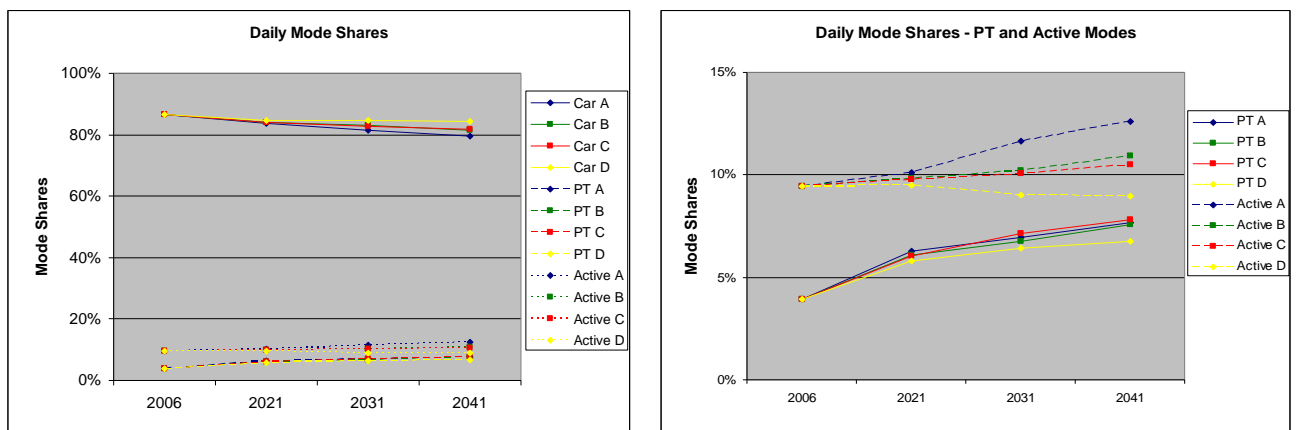 Daily Mode Shares
Mode Shares
100%
80%
60%
40%
20%
0%
2006 2021 2031 2041
Car A
Car B
Car C
Car D
PT A
PT B
PT C
PT D
Active A
Active B
Active C
Active D
Daily Mode Shares - PT and Active Modes
Mode Shares
15%
10%
5%
0%
2006 2021 2031 2041
PT A
PT B
PT C
PT D
Active A
Active B
Active C
Active D